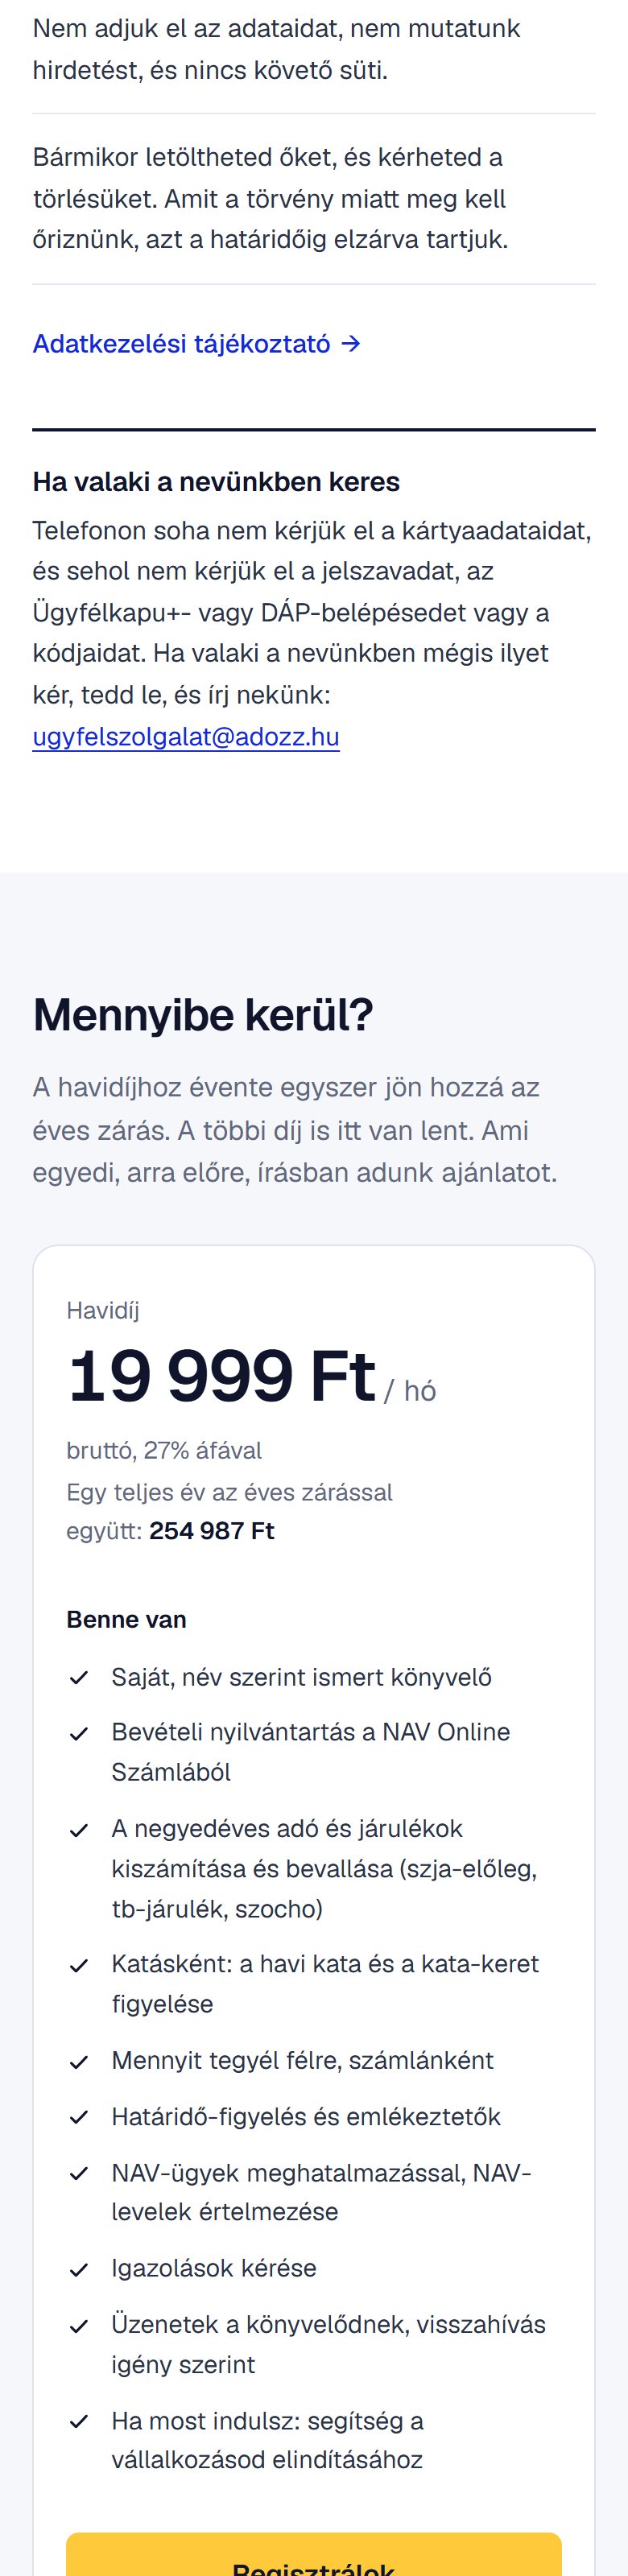 Nem adjuk el az adataidat, nem mutatunk
hirdetést, és nincs követő süti.
Bármikor letöltheted őket, és kérheted a
törlésüket. Amit a törvény miatt meg kell
őriznünk, azt a határidőig elzárva tartjuk.
Adatkezelési tájékoztató →
Ha valaki a nevünkben keres
Telefonon soha nem kérjük el a kártyaadataidat,
és sehol nem kérjük el a jelszavadat, az
Ügyfélkapu+- vagy DÁP-belépésedet vagy a
kódjaidat. Ha valaki a nevünkben mégis ilyet
kér, tedd le, és írj nekünk:
ugyfelszolgalat@adozz.hu
Mennyibe kerül?
A havidíjhoz évente egyszer jön hozzá az
éves zárás. A többi díj is itt van lent. Ami
egyedi, arra előre, írásban adunk ajánlatot.
Havidíj
19 999 Ft / hó
bruttó, 27% áfával
Egy teljes év az éves zárással
együtt: 254 987 Ft
Benne van
Saját, név szerint ismert könyvelő
Bevételi nyilvántartás a NAV Online
Számlából
A negyedéves adó és járulékok
kiszámítása és bevallása (szja-előleg,
tb-járulék, szocho)
Katásként: a havi kata és a kata-keret
figyelése
Mennyit tegyél félre, számlánként
Határidő-figyelés és emlékeztetők
NAV-ügyek meghatalmazással, NAV-
levelek értelmezése
Igazolások kérése
Üzenetek a könyvelődnek, visszahívás
igény szerint
Ha most indulsz: segítség a
vállalkozásod elindításához
Regisztrálok